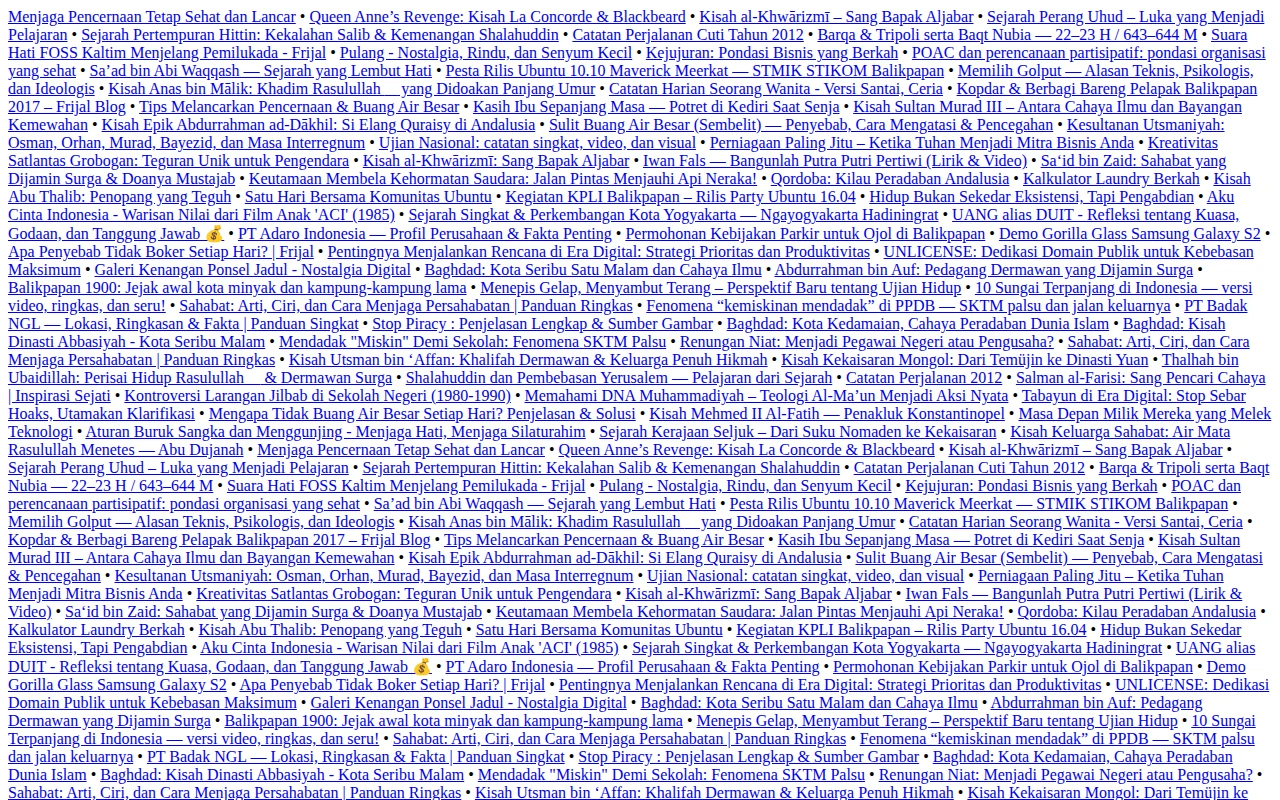 Menjaga Pencernaan Tetap Sehat dan Lancar • Queen Anne’s Revenge: Kisah La Concorde & Blackbeard • Kisah al-Khwārizmī – Sang Bapak Aljabar • Sejarah Perang Uhud – Luka yang Menjadi
Pelajaran • Sejarah Pertempuran Hittin: Kekalahan Salib & Kemenangan Shalahuddin • Catatan Perjalanan Cuti Tahun 2012 • Barqa & Tripoli serta Baqt Nubia — 22–23 H / 643–644 M • Suara
Hati FOSS Kaltim Menjelang Pemilukada - Frijal • Pulang - Nostalgia, Rindu, dan Senyum Kecil • Kejujuran: Pondasi Bisnis yang Berkah • POAC dan perencanaan partisipatif: pondasi organisasi
yang sehat • Sa’ad bin Abi Waqqash — Sejarah yang Lembut Hati • Pesta Rilis Ubuntu 10.10 Maverick Meerkat — STMIK STIKOM Balikpapan • Memilih Golput — Alasan Teknis, Psikologis,
dan Ideologis • Kisah Anas bin Mālik: Khadim Rasulullah yang Didoakan Panjang Umur • Catatan Harian Seorang Wanita - Versi Santai, Ceria • Kopdar & Berbagi Bareng Pelapak Balikpapan
2017 – Frijal Blog • Tips Melancarkan Pencernaan & Buang Air Besar • Kasih Ibu Sepanjang Masa — Potret di Kediri Saat Senja • Kisah Sultan Murad III – Antara Cahaya Ilmu dan Bayangan
Kemewahan • Kisah Epik Abdurrahman ad-Dākhil: Si Elang Quraisy di Andalusia • Sulit Buang Air Besar (Sembelit) — Penyebab, Cara Mengatasi & Pencegahan • Kesultanan Utsmaniyah:
Osman, Orhan, Murad, Bayezid, dan Masa Interregnum • Ujian Nasional: catatan singkat, video, dan visual • Perniagaan Paling Jitu – Ketika Tuhan Menjadi Mitra Bisnis Anda • Kreativitas
Satlantas Grobogan: Teguran Unik untuk Pengendara • Kisah al-Khwārizmī: Sang Bapak Aljabar • Iwan Fals — Bangunlah Putra Putri Pertiwi (Lirik & Video) • Sa‘id bin Zaid: Sahabat yang
Dijamin Surga & Doanya Mustajab • Keutamaan Membela Kehormatan Saudara: Jalan Pintas Menjauhi Api Neraka! • Qordoba: Kilau Peradaban Andalusia • Kalkulator Laundry Berkah • Kisah
Abu Thalib: Penopang yang Teguh • Satu Hari Bersama Komunitas Ubuntu • Kegiatan KPLI Balikpapan – Rilis Party Ubuntu 16.04 • Hidup Bukan Sekedar Eksistensi, Tapi Pengabdian • Aku
Cinta Indonesia - Warisan Nilai dari Film Anak 'ACI' (1985) • Sejarah Singkat & Perkembangan Kota Yogyakarta — Ngayogyakarta Hadiningrat • UANG alias DUIT - Refleksi tentang Kuasa,
Godaan, dan Tanggung Jawab 💰 • PT Adaro Indonesia — Profil Perusahaan & Fakta Penting • Permohonan Kebijakan Parkir untuk Ojol di Balikpapan • Demo Gorilla Glass Samsung Galaxy S2 •
Apa Penyebab Tidak Boker Setiap Hari? | Frijal • Pentingnya Menjalankan Rencana di Era Digital: Strategi Prioritas dan Produktivitas • UNLICENSE: Dedikasi Domain Publik untuk Kebebasan
Maksimum • Galeri Kenangan Ponsel Jadul - Nostalgia Digital • Baghdad: Kota Seribu Satu Malam dan Cahaya Ilmu • Abdurrahman bin Auf: Pedagang Dermawan yang Dijamin Surga •
Balikpapan 1900: Jejak awal kota minyak dan kampung-kampung lama • Menepis Gelap, Menyambut Terang – Perspektif Baru tentang Ujian Hidup • 10 Sungai Terpanjang di Indonesia — versi
video, ringkas, dan seru! • Sahabat: Arti, Ciri, dan Cara Menjaga Persahabatan | Panduan Ringkas • Fenomena “kemiskinan mendadak” di PPDB — SKTM palsu dan jalan keluarnya • PT Badak
NGL — Lokasi, Ringkasan & Fakta | Panduan Singkat • Stop Piracy : Penjelasan Lengkap & Sumber Gambar • Baghdad: Kota Kedamaian, Cahaya Peradaban Dunia Islam • Baghdad: Kisah
Dinasti Abbasiyah - Kota Seribu Malam • Mendadak "Miskin" Demi Sekolah: Fenomena SKTM Palsu • Renungan Niat: Menjadi Pegawai Negeri atau Pengusaha? • Sahabat: Arti, Ciri, dan Cara
Menjaga Persahabatan | Panduan Ringkas • Kisah Utsman bin ‘Affan: Khalifah Dermawan & Keluarga Penuh Hikmah • Kisah Kekaisaran Mongol: Dari Temüjin ke Dinasti Yuan • Thalhah bin
Ubaidillah: Perisai Hidup Rasulullah & Dermawan Surga • Shalahuddin dan Pembebasan Yerusalem — Pelajaran dari Sejarah • Catatan Perjalanan 2012 • Salman al-Farisi: Sang Pencari Cahaya
| Inspirasi Sejati • Kontroversi Larangan Jilbab di Sekolah Negeri (1980-1990) • Memahami DNA Muhammadiyah – Teologi Al-Ma’un Menjadi Aksi Nyata • Tabayun di Era Digital: Stop Sebar
Hoaks, Utamakan Klarifikasi • Mengapa Tidak Buang Air Besar Setiap Hari? Penjelasan & Solusi • Kisah Mehmed II Al-Fatih — Penakluk Konstantinopel • Masa Depan Milik Mereka yang Melek
Teknologi • Aturan Buruk Sangka dan Menggunjing - Menjaga Hati, Menjaga Silaturahim • Sejarah Kerajaan Seljuk – Dari Suku Nomaden ke Kekaisaran • Kisah Keluarga Sahabat: Air Mata
Rasulullah Menetes — Abu Dujanah • Menjaga Pencernaan Tetap Sehat dan Lancar • Queen Anne’s Revenge: Kisah La Concorde & Blackbeard • Kisah al-Khwārizmī – Sang Bapak Aljabar •
Sejarah Perang Uhud – Luka yang Menjadi Pelajaran • Sejarah Pertempuran Hittin: Kekalahan Salib & Kemenangan Shalahuddin • Catatan Perjalanan Cuti Tahun 2012 • Barqa & Tripoli serta Baqt
Nubia — 22–23 H / 643–644 M • Suara Hati FOSS Kaltim Menjelang Pemilukada - Frijal • Pulang - Nostalgia, Rindu, dan Senyum Kecil • Kejujuran: Pondasi Bisnis yang Berkah • POAC dan
perencanaan partisipatif: pondasi organisasi yang sehat • Sa’ad bin Abi Waqqash — Sejarah yang Lembut Hati • Pesta Rilis Ubuntu 10.10 Maverick Meerkat — STMIK STIKOM Balikpapan •
Memilih Golput — Alasan Teknis, Psikologis, dan Ideologis • Kisah Anas bin Mālik: Khadim Rasulullah yang Didoakan Panjang Umur • Catatan Harian Seorang Wanita - Versi Santai, Ceria •
Kopdar & Berbagi Bareng Pelapak Balikpapan 2017 – Frijal Blog • Tips Melancarkan Pencernaan & Buang Air Besar • Kasih Ibu Sepanjang Masa — Potret di Kediri Saat Senja • Kisah Sultan
Murad III – Antara Cahaya Ilmu dan Bayangan Kemewahan • Kisah Epik Abdurrahman ad-Dākhil: Si Elang Quraisy di Andalusia • Sulit Buang Air Besar (Sembelit) — Penyebab, Cara Mengatasi
& Pencegahan • Kesultanan Utsmaniyah: Osman, Orhan, Murad, Bayezid, dan Masa Interregnum • Ujian Nasional: catatan singkat, video, dan visual • Perniagaan Paling Jitu – Ketika Tuhan
Menjadi Mitra Bisnis Anda • Kreativitas Satlantas Grobogan: Teguran Unik untuk Pengendara • Kisah al-Khwārizmī: Sang Bapak Aljabar • Iwan Fals — Bangunlah Putra Putri Pertiwi (Lirik &
Video) • Sa‘id bin Zaid: Sahabat yang Dijamin Surga & Doanya Mustajab • Keutamaan Membela Kehormatan Saudara: Jalan Pintas Menjauhi Api Neraka! • Qordoba: Kilau Peradaban Andalusia •
Kalkulator Laundry Berkah • Kisah Abu Thalib: Penopang yang Teguh • Satu Hari Bersama Komunitas Ubuntu • Kegiatan KPLI Balikpapan – Rilis Party Ubuntu 16.04 • Hidup Bukan Sekedar
Eksistensi, Tapi Pengabdian • Aku Cinta Indonesia - Warisan Nilai dari Film Anak 'ACI' (1985) • Sejarah Singkat & Perkembangan Kota Yogyakarta — Ngayogyakarta Hadiningrat • UANG alias
DUIT - Refleksi tentang Kuasa, Godaan, dan Tanggung Jawab 💰 • PT Adaro Indonesia — Profil Perusahaan & Fakta Penting • Permohonan Kebijakan Parkir untuk Ojol di Balikpapan • Demo
Gorilla Glass Samsung Galaxy S2 • Apa Penyebab Tidak Boker Setiap Hari? | Frijal • Pentingnya Menjalankan Rencana di Era Digital: Strategi Prioritas dan Produktivitas • UNLICENSE: Dedikasi
Domain Publik untuk Kebebasan Maksimum • Galeri Kenangan Ponsel Jadul - Nostalgia Digital • Baghdad: Kota Seribu Satu Malam dan Cahaya Ilmu • Abdurrahman bin Auf: Pedagang
Dermawan yang Dijamin Surga • Balikpapan 1900: Jejak awal kota minyak dan kampung-kampung lama • Menepis Gelap, Menyambut Terang – Perspektif Baru tentang Ujian Hidup • 10 Sungai
Terpanjang di Indonesia — versi video, ringkas, dan seru! • Sahabat: Arti, Ciri, dan Cara Menjaga Persahabatan | Panduan Ringkas • Fenomena “kemiskinan mendadak” di PPDB — SKTM palsu
dan jalan keluarnya • PT Badak NGL — Lokasi, Ringkasan & Fakta | Panduan Singkat • Stop Piracy : Penjelasan Lengkap & Sumber Gambar • Baghdad: Kota Kedamaian, Cahaya Peradaban
Dunia Islam • Baghdad: Kisah Dinasti Abbasiyah - Kota Seribu Malam • Mendadak "Miskin" Demi Sekolah: Fenomena SKTM Palsu • Renungan Niat: Menjadi Pegawai Negeri atau Pengusaha? •
Sahabat: Arti, Ciri, dan Cara Menjaga Persahabatan | Panduan Ringkas • Kisah Utsman bin ‘Affan: Khalifah Dermawan & Keluarga Penuh Hikmah • Kisah Kekaisaran Mongol: Dari Temüjin ke